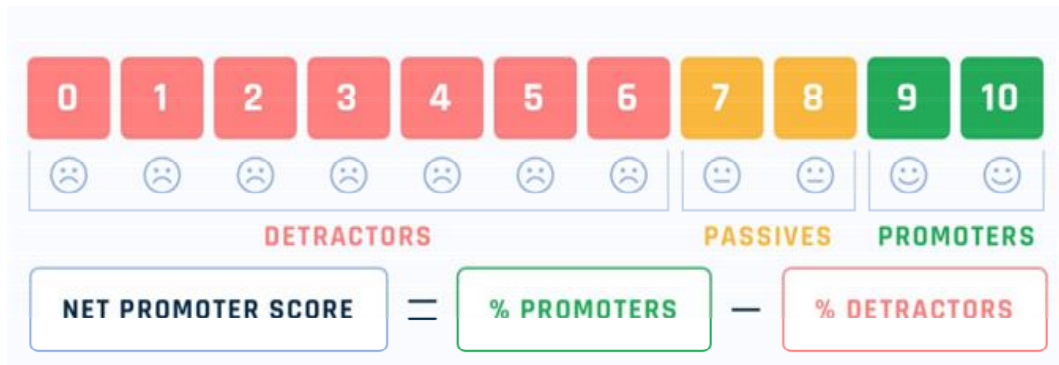 0 1 2 3 4 5 6 7 8 9 10
DETRACTORS PASSIVES PROMOTERS
NET PROMOTER SCORE = % PROMOTERS — % DETRACTORS